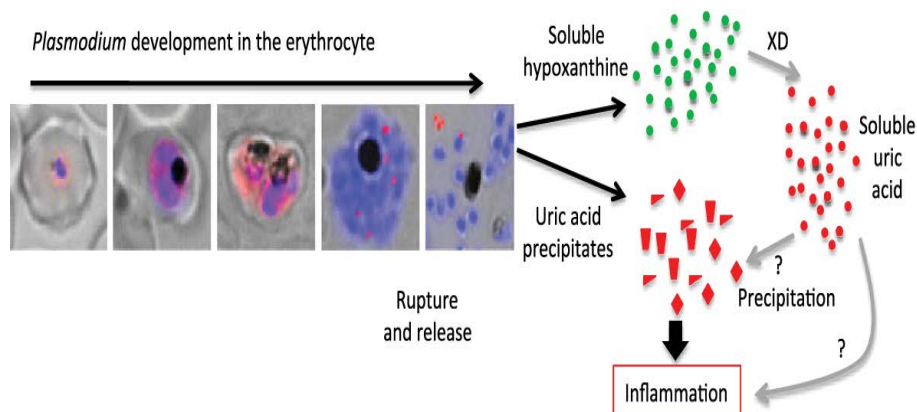 Plasmodium development in the erythrocyte
Soluble
hypoxanthine
XD
Soluble
uric
acid
Uric acid
precipitates
?
Precipitation
Rupture
and release
?
Inflammation